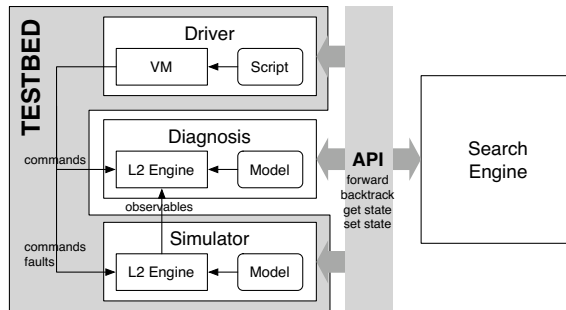 TESTBED
Driver
VM
Script
commands
Diagnosis
L2 Engine
Model
observables
commands
faults
Simulator
L2 Engine
Model
API
forward
backtrack
get state
set state
Search
Engine